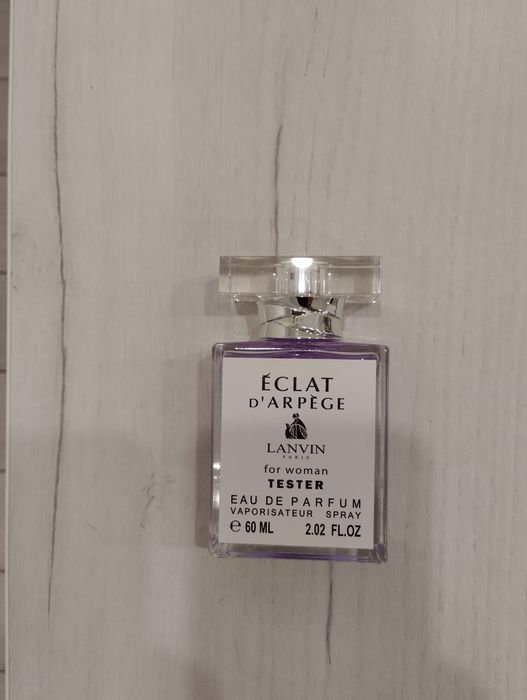 ÉCLAT
D'ARPÈGE
LANVIN
PARIS
for woman
TESTER
EAU DE PARFUM
VAPORISATEUR SPRAY
℮ 60 ML 2.02 FL.OZ